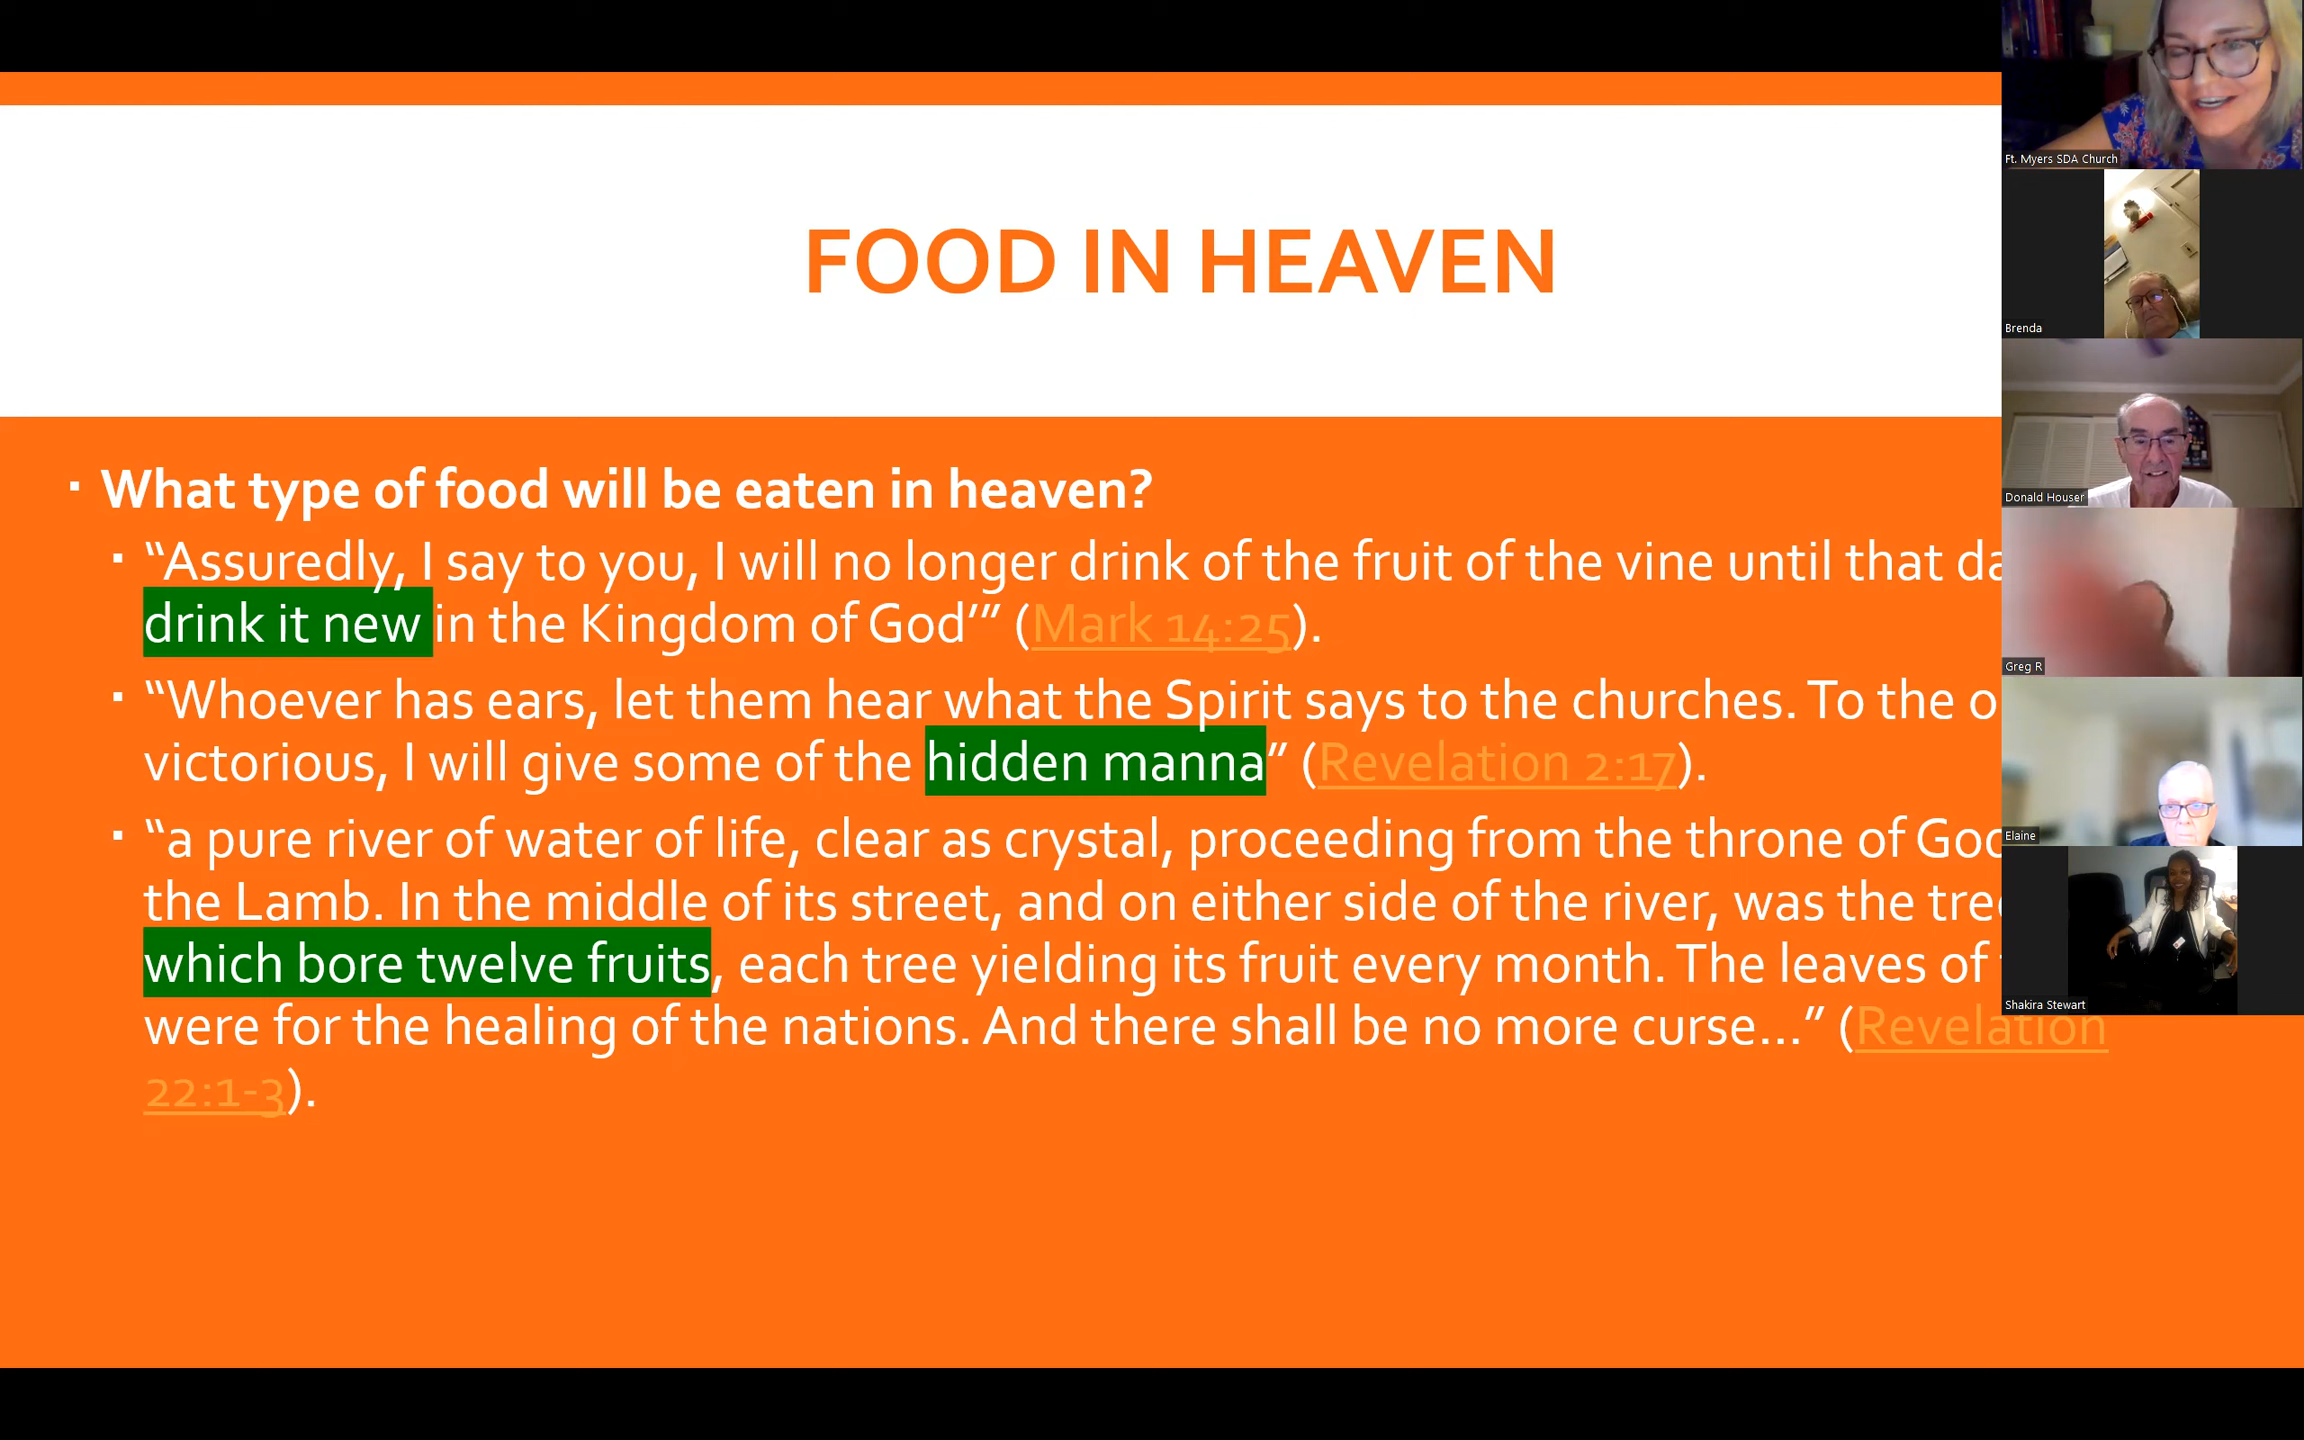 FOOD IN HEAVEN
What type of food will be eaten in heaven?
“Assuredly, I say to you, I will no longer drink of the fruit of the vine until that
drink it new in the Kingdom of God’” (Mark 14:25).
“Whoever has ears, let them hear what the Spirit says to the churches. To the
victorious, I will give some of the hidden manna” (Revelation 2:17).
“a pure river of water of life, clear as crystal, proceeding from the throne of
the Lamb. In the middle of its street, and on either side of the river, was the
which bore twelve fruits, each tree yielding its fruit every month. The leaves of
were for the healing of the nations. And there shall be no more curse…” (Revelation
22:1-3).
Ft. Myers SDA Church
Brenda
Donald Houser
Greg R
Elaine
Shakira Stewart